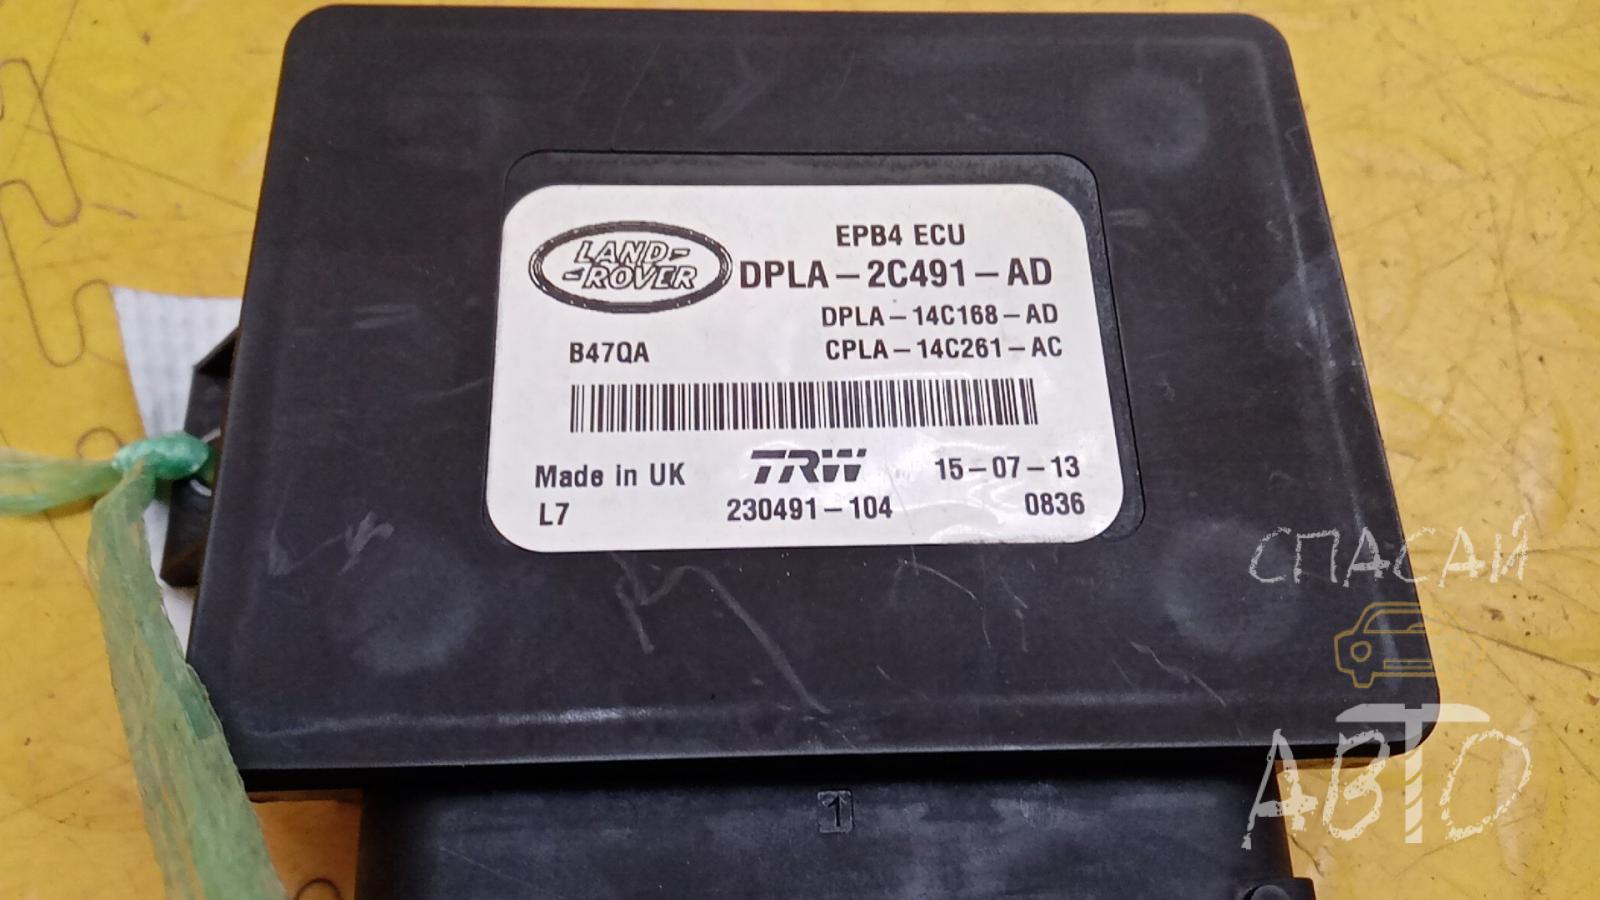 LAND-
-ROVER
EPB4 ECU
DPLA-2C491-AD
DPLA-14C168-AD
B47QA CPLA-14C261-AC
Made in UK TRW 15-07-13
L7 230491-104 0836
1
СПАСАЙ
АВТО